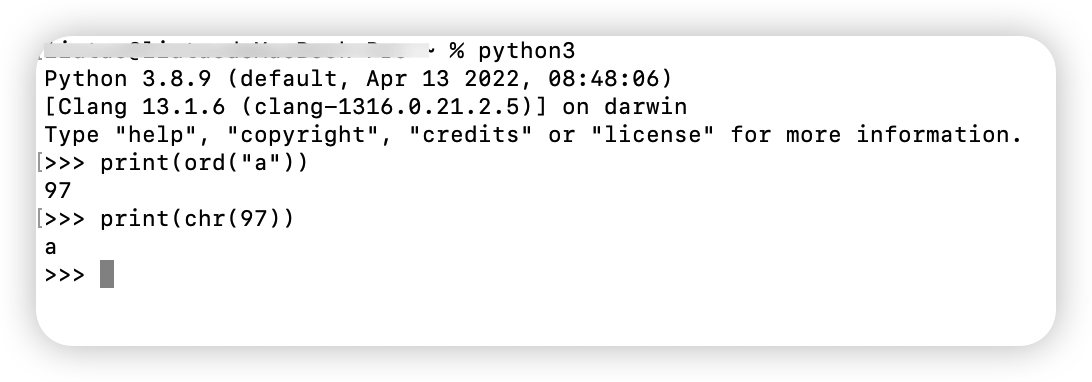 % python3
Python 3.8.9 (default, Apr 13 2022, 08:48:06)
[Clang 13.1.6 (clang-1316.0.21.2.5)] on darwin
Type "help", "copyright", "credits" or "license" for more information.
[>>> print(ord("a"))
97
[>>> print(chr(97))
a
>>>